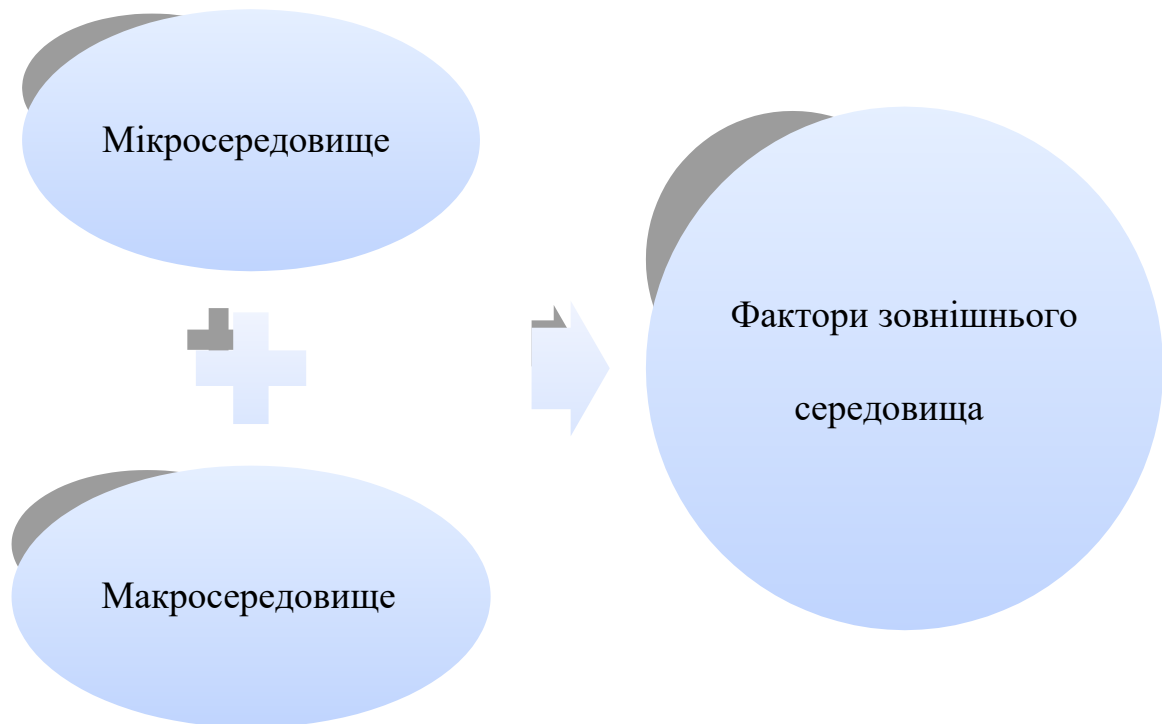 Мікросередовище
Фактори зовнішнього
середовища
Макросередовище